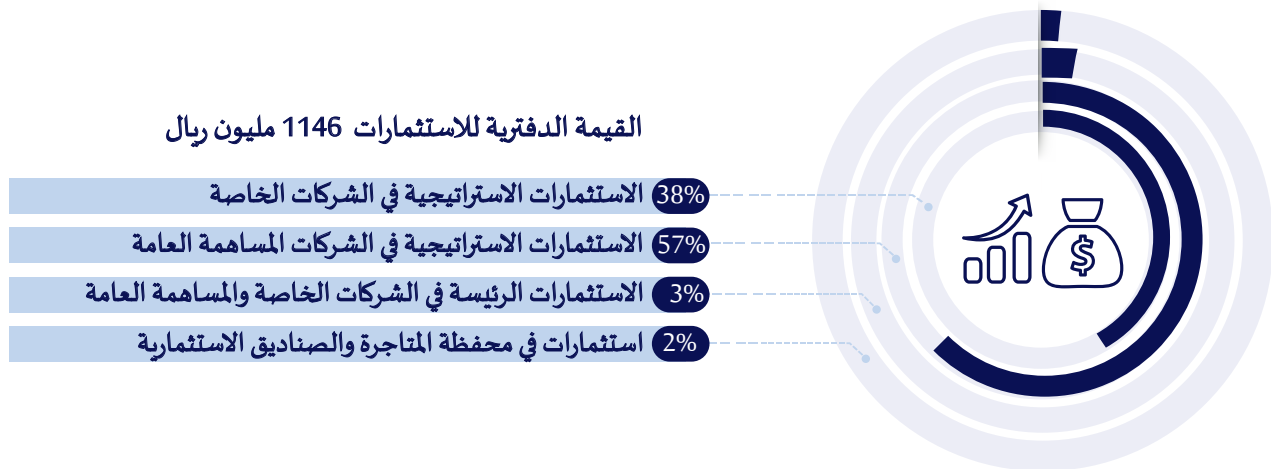 القيمة الدفترية للاستثمارات 1146 مليون ريال
38% الاستثمارات الاستراتيجية في الشركات الخاصة
57% الاستثمارات الاستراتيجية في الشركات المساهمة العامة
3% الاستثمارات الرئيسة في الشركات الخاصة والمساهمة العامة
2% استثمارات في محفظة المتاجرة والصناديق الاستثمارية
$